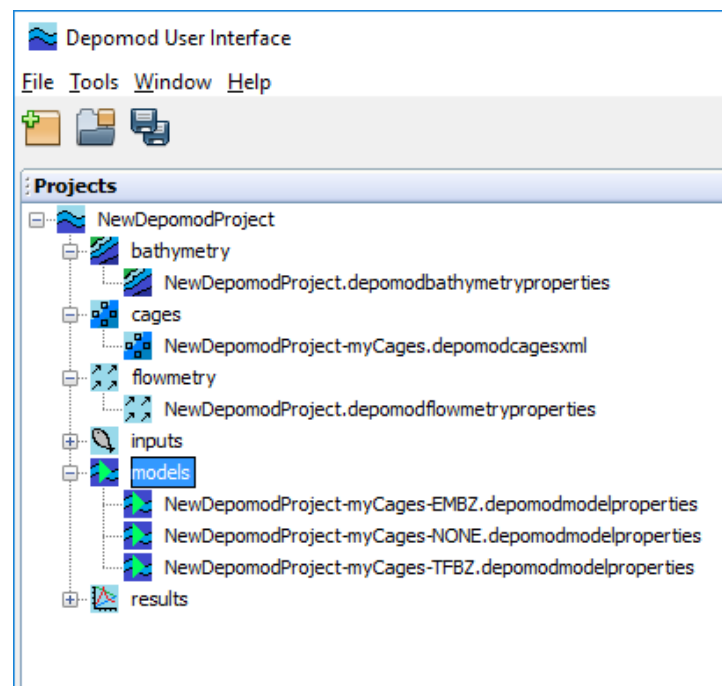 Depomod User Interface
File Tools Window Help
Projects
NewDepomodProject
bathymetry
NewDepomodProject.depomodbathymetryproperties
cages
NewDepomodProject-myCages.depomodcagesxml
flowmetry
NewDepomodProject.depomodflowmetryproperties
inputs
models
NewDepomodProject-myCages-EMBZ.depomodmodelproperties
NewDepomodProject-myCages-NONE.depomodmodelproperties
NewDepomodProject-myCages-TFBZ.depomodmodelproperties
results